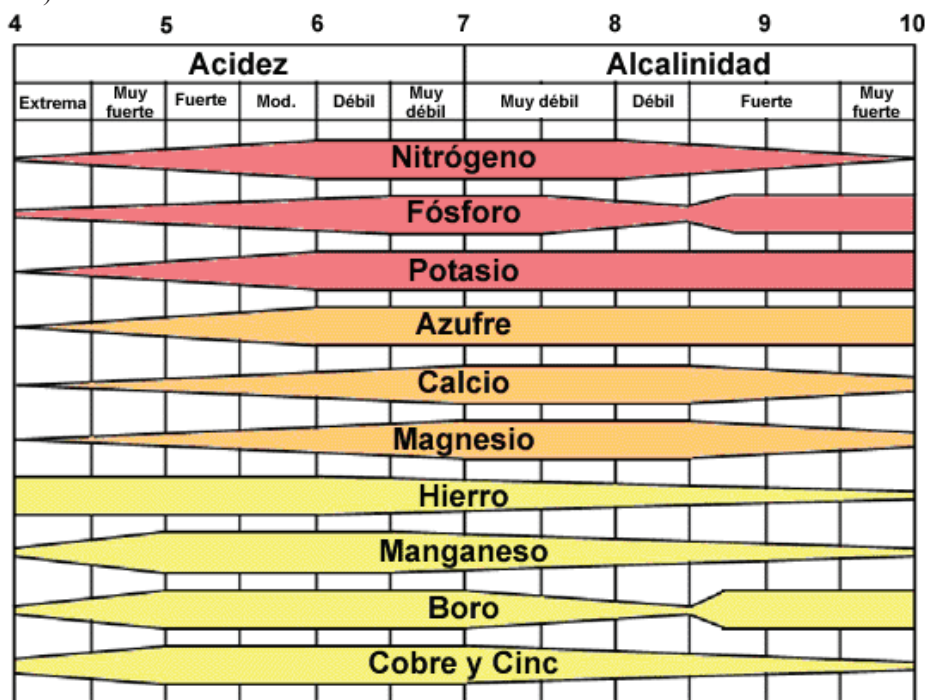 4 5 6 7 8 9 10
Acidez Alcalinidad
Extrema Muy fuerte Fuerte Mod. Débil Muy débil Muy débil Débil Fuerte Muy fuerte
Nitrógeno
Fósforo
Potasio
Azufre
Calcio
Magnesio
Hierro
Manganeso
Boro
Cobre y Cinc